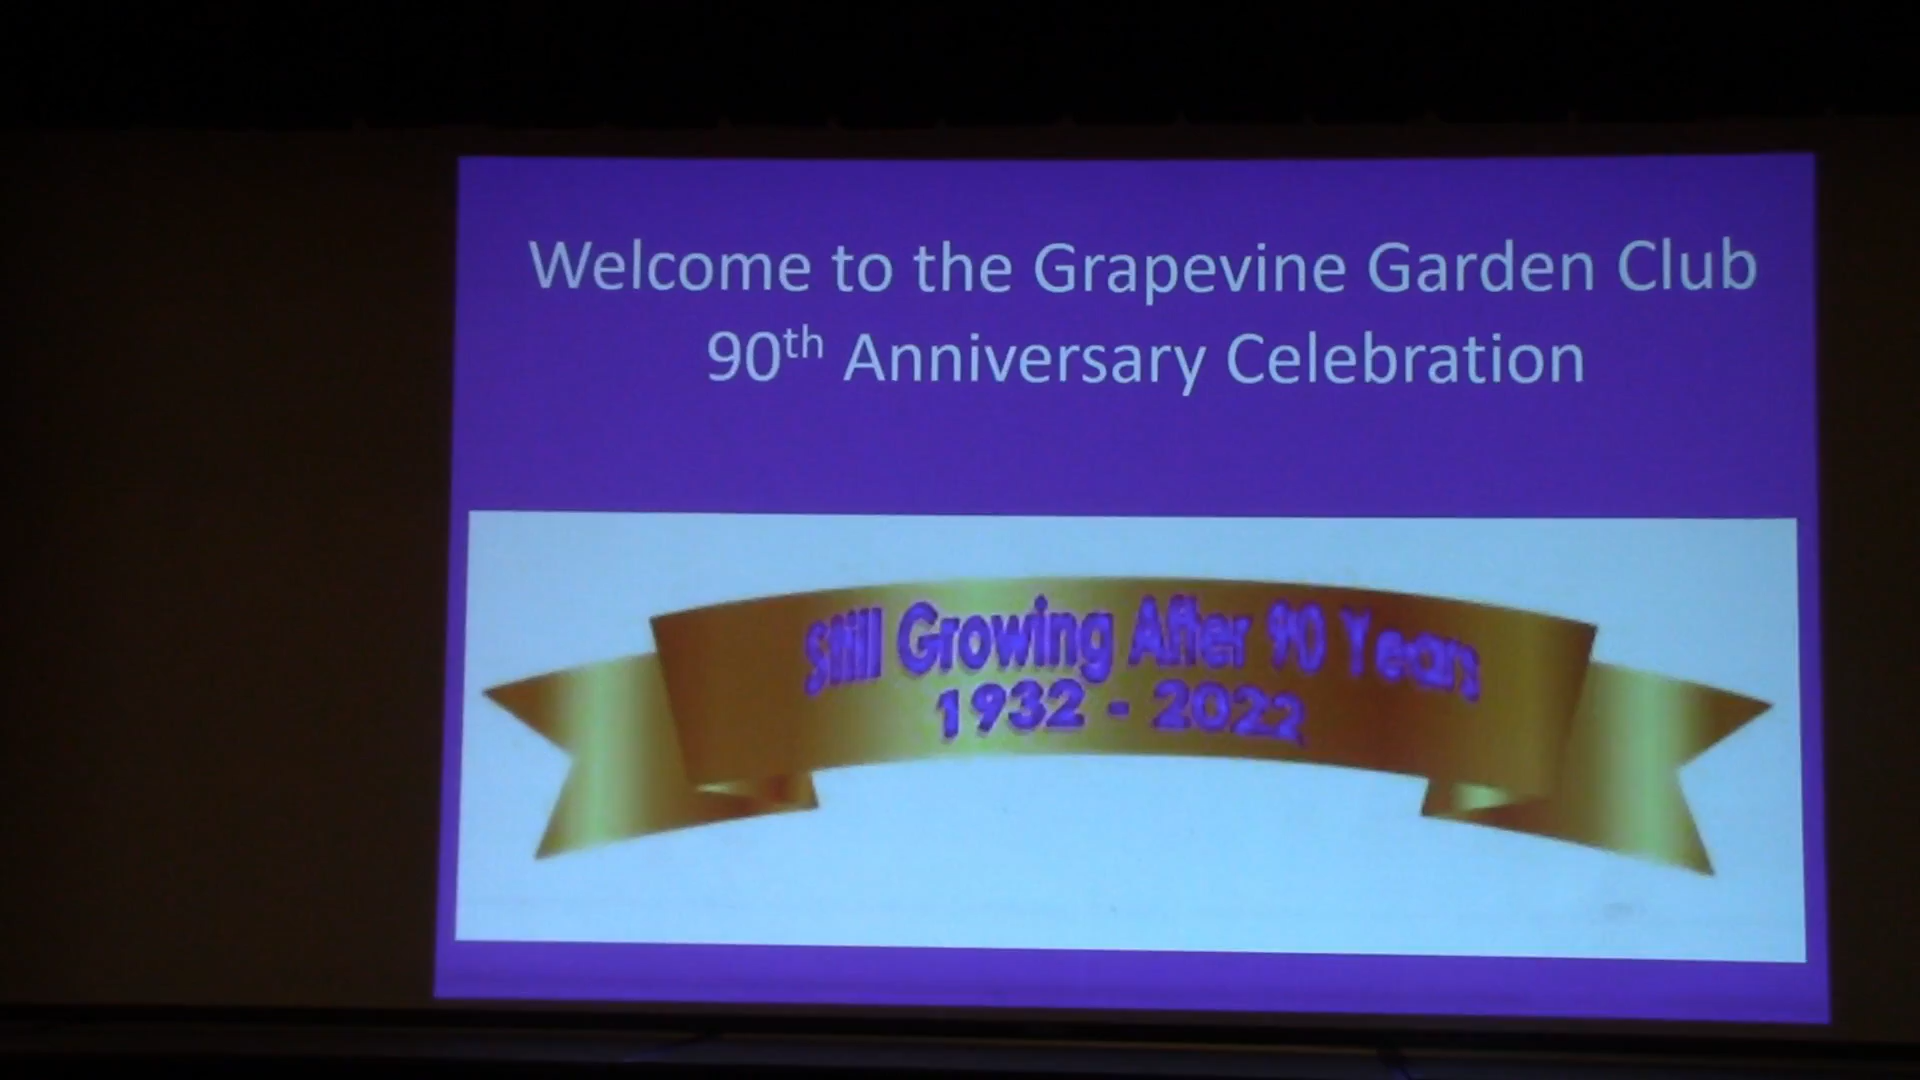 Welcome to the Grapevine Garden Club
90th Anniversary Celebration
Still Growing After 90 Years
1932 - 2022